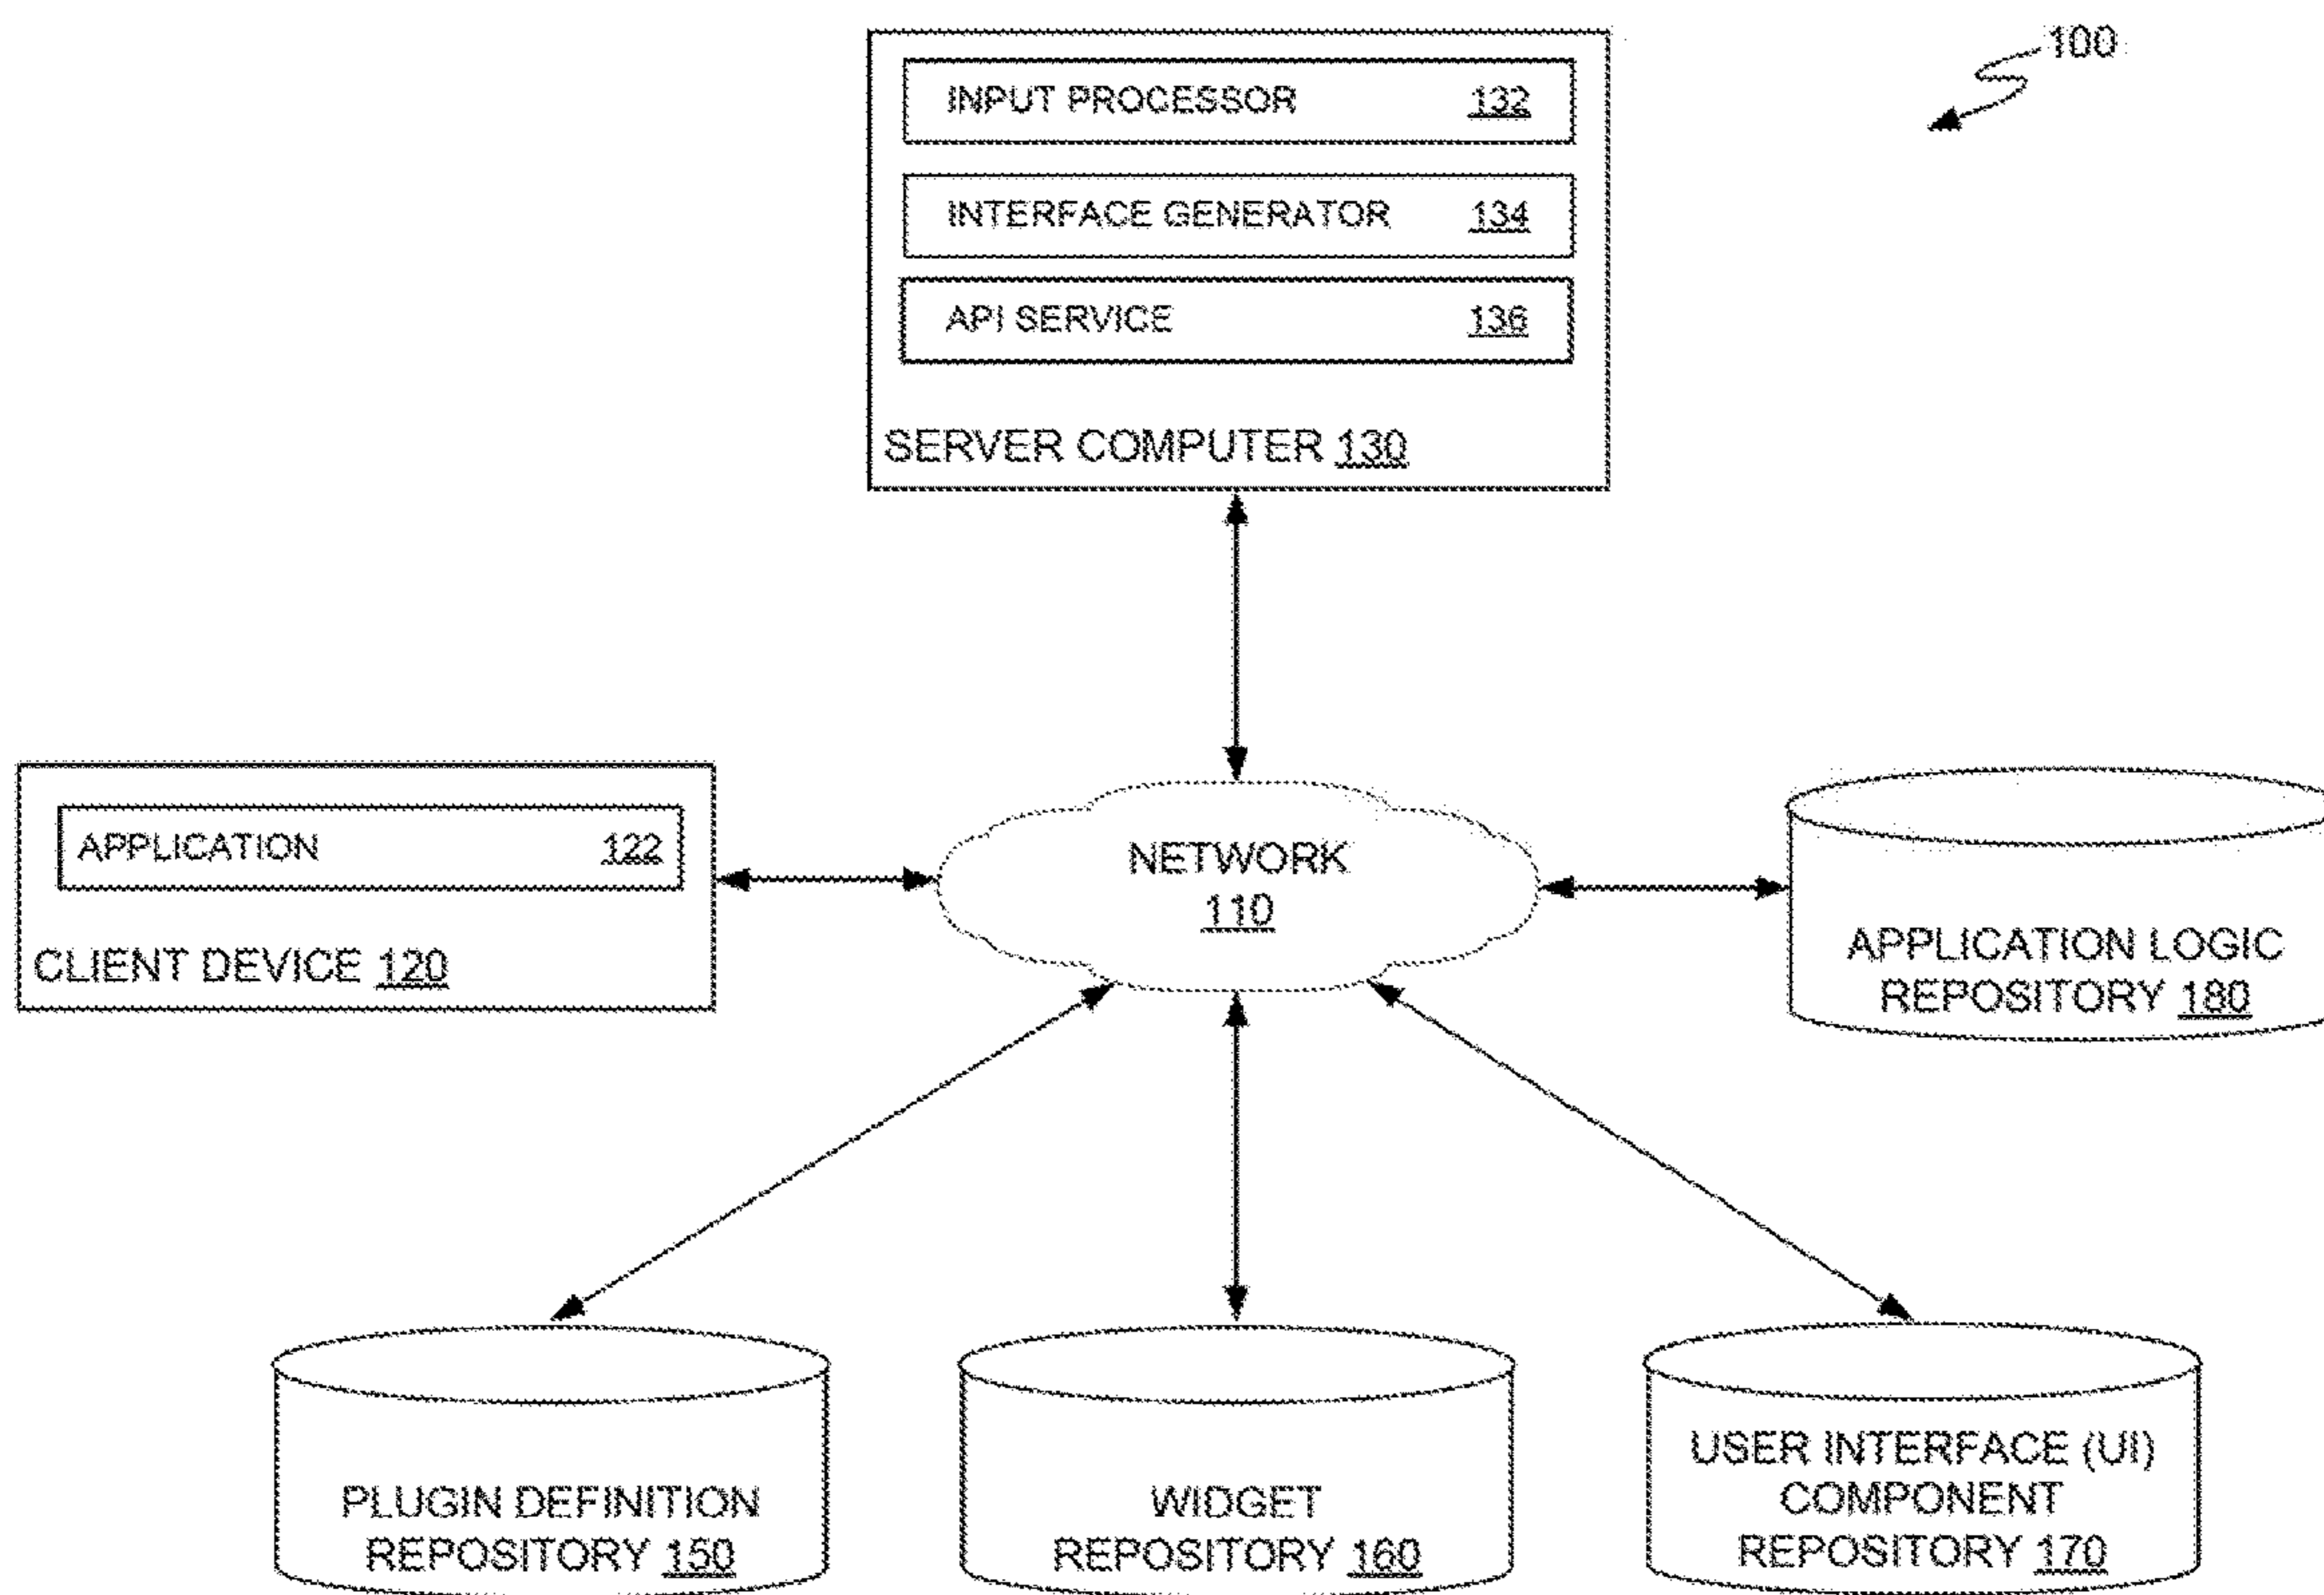 100
INPUT PROCESSOR 132
INTERFACE GENERATOR 134
API SERVICE 136
SERVER COMPUTER 130
APPLICATION 122
CLIENT DEVICE 120
NETWORK
110
APPLICATION LOGIC
REPOSITORY 180
PLUGIN DEFINITION
REPOSITORY 150
WIDGET
REPOSITORY 160
USER INTERFACE (UI)
COMPONENT
REPOSITORY 170